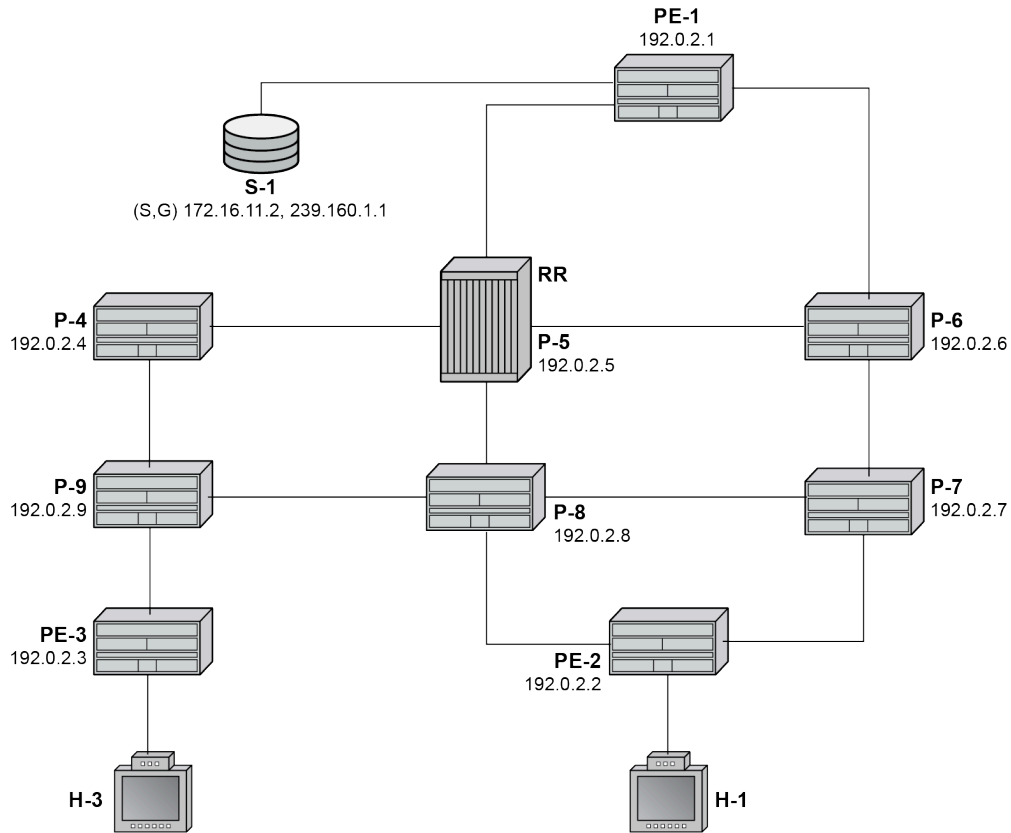 PE-1
192.0.2.1
S-1
(S,G) 172.16.11.2, 239.160.1.1
RR
P-4
192.0.2.4
P-5
192.0.2.5
P-6
192.0.2.6
P-9
192.0.2.9
P-8
192.0.2.8
P-7
192.0.2.7
PE-3
192.0.2.3
PE-2
192.0.2.2
H-3
H-1